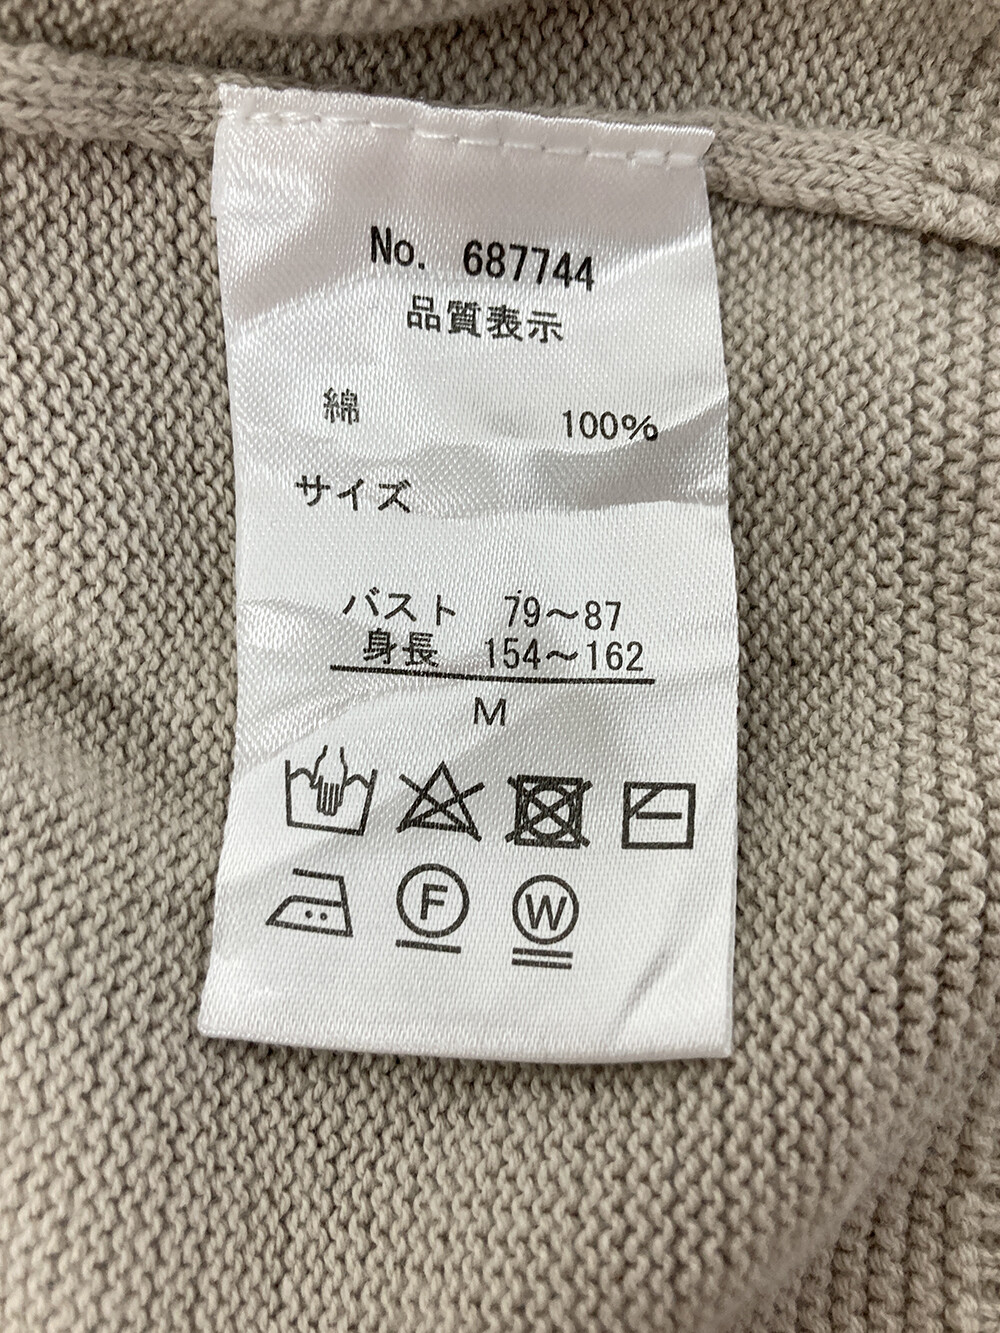 No. 687744
品質表示
綿 100%
サイズ
バスト 79～87
身長 154～162
M
F W